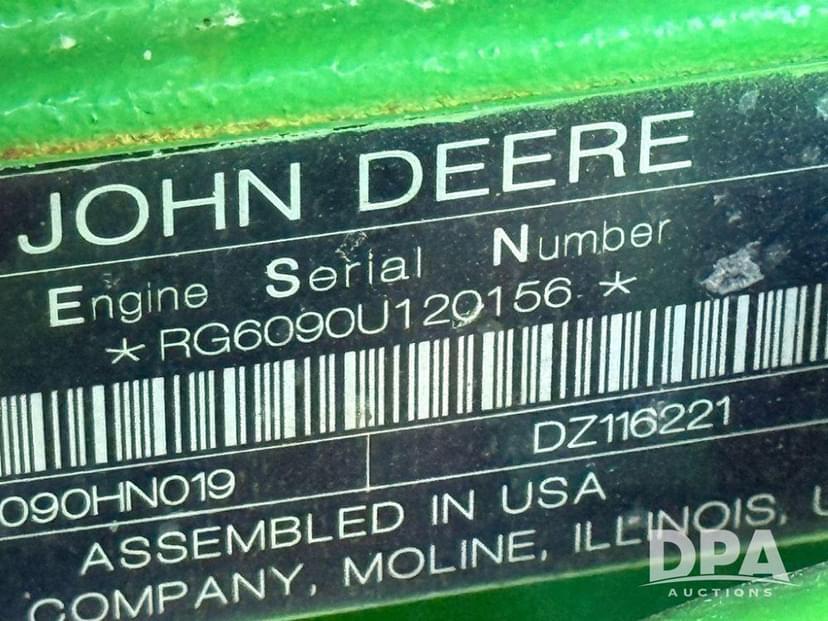 JOHN DEERE
Engine Serial Number
*RG6090U120156*
090HN019 DZ116221
ASSEMBLED IN USA
COMPANY, MOLINE, ILLINOIS, U
DPA
AUCTIONS